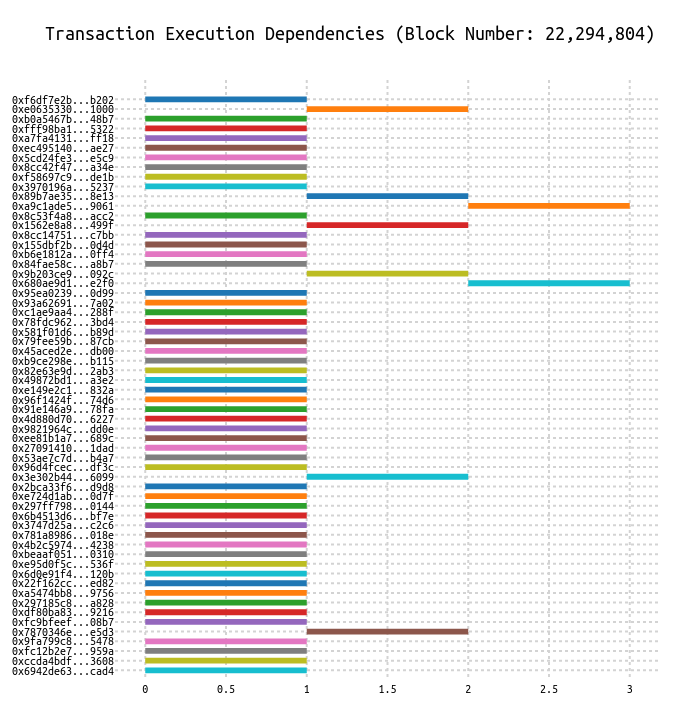 Transaction Execution Dependencies (Block Number: 22,294,804)
0xf6df7e2b...b202
0xe0635330...1000
0xb0a5467b...48b7
0xfff98ba1...5322
0xa7fa4131...ff18
0xec495140...ae27
0x5cd24fe3...e5c9
0x8cc42f47...a34e
0xf58697c9...de1b
0x3970196a...5237
0x89b7ae35...8e13
0xa9c1ade5...9061
0x8c53f4a8...acc2
0x1562e8a8...499f
0x8cc14751...c7bb
0x155dbf2b...0d4d
0xb6e1812a...0ff4
0x84fae58c...a8b7
0x9b203ce9...092c
0x680ae9d1...e2f0
0x95ea0239...0d99
0x93a62691...7a02
0xc1ae9aa4...288f
0x78fdc962...3bd4
0x581f01d6...b89d
0x79fee59b...87cb
0x45aced2e...db00
0xb9ce298e...b115
0x82e63e9d...2ab3
0x49872bd1...a3e2
0xe149e2c1...832a
0x96f1424f...74d6
0x91e146a9...78fa
0x4d880d70...6227
0x9821964c...dd0e
0xee81b1a7...689c
0x27091410...1dad
0x53ae7c7d...b4a7
0x96d4fcec...df3c
0x3e302b44...6099
0x2bca33f6...d9d8
0xe724d1ab...0d7f
0x297ff798...0144
0x6b4513d6...bf7e
0x3747d25a...c2c6
0x781a8986...018e
0x4b2c5974...4238
0xbeaaf051...0310
0xe95d0f5c...536f
0x6d0e91f4...120b
0x22f162cc...ed82
0xa5474bb8...9756
0x297185c8...a828
0xdf80ba83...9216
0xfc9bfeef...08b7
0x7870346e...e5d3
0x9fa799c8...5478
0xfc12b2e7...959a
0xccda4bdf...3608
0x6942de63...cad4
0 0.5 1 1.5 2 2.5 3